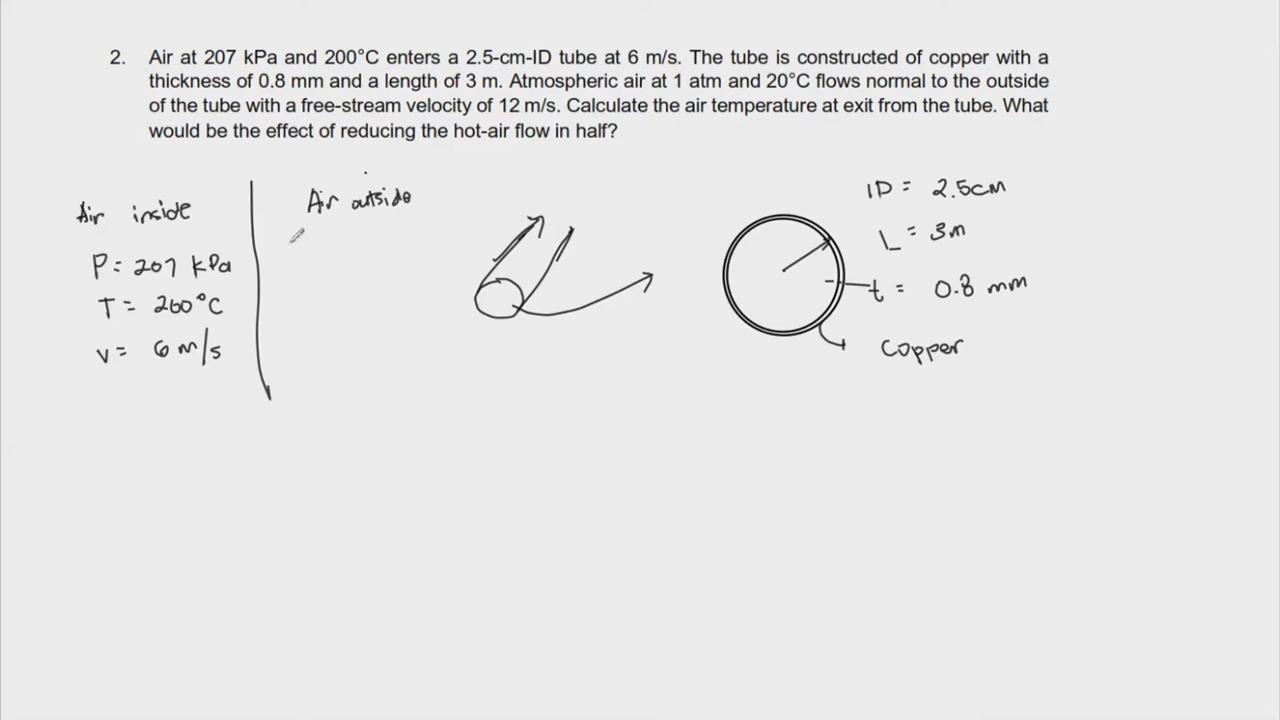 2. Air at 207 kPa and 200°C enters a 2.5-cm-ID tube at 6 m/s. The tube is constructed of copper with a
thickness of 0.8 mm and a length of 3 m. Atmospheric air at 1 atm and 20°C flows normal to the outside
of the tube with a free-stream velocity of 12 m/s. Calculate the air temperature at exit from the tube. What
would be the effect of reducing the hot-air flow in half?
Air inside
P = 207 kPa
T = 200°C
v = 6 m/s
Air outside
ID = 2.5cm
L = 3m
t = 0.8 mm
Copper